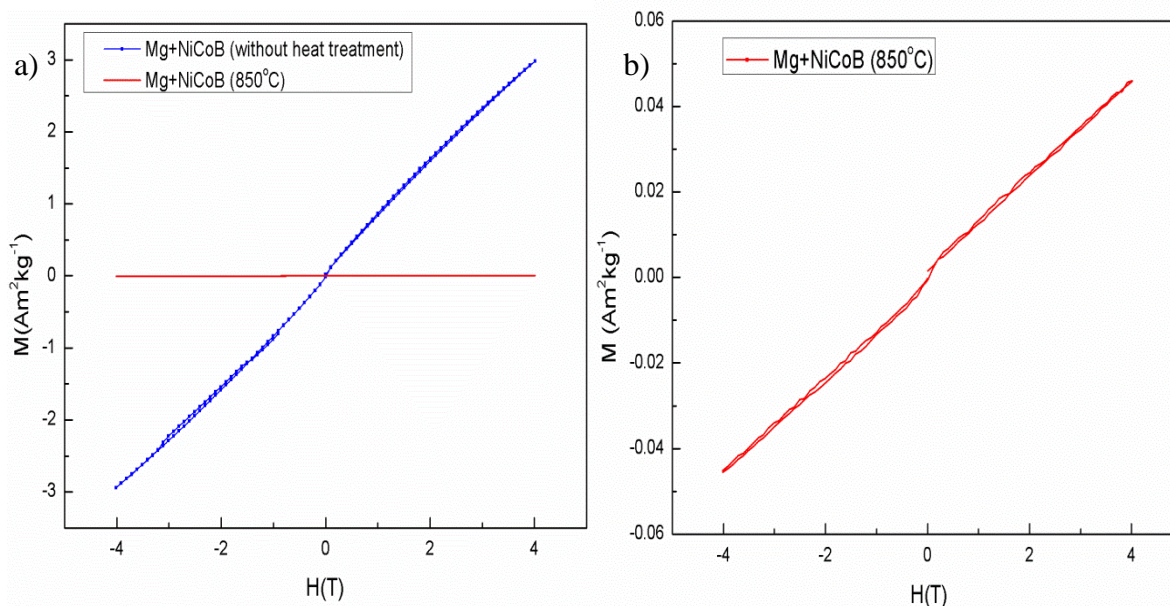 a)
Mg+NiCoB (without heat treatment)
Mg+NiCoB (850°C)
3
2
1
0
-1
-2
-3
M(Am²kg⁻¹)
-4
-2
0
2
4
H(T)
b)
Mg+NiCoB (850°C)
0.06
0.04
0.02
0.00
-0.02
-0.04
-0.06
M (Am²kg⁻¹)
-4
-2
0
2
4
H(T)